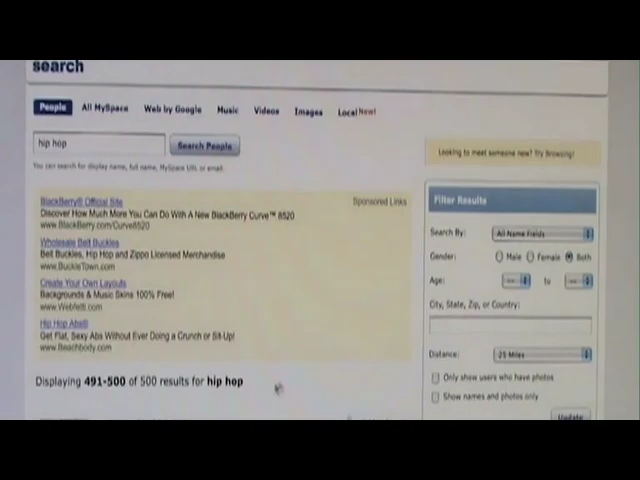 search
People All MySpace Web by Google Music Videos Images Local New!
hip hop Search People
You can search for display name, full name, MySpace URL or email.
Looking to meet someone new? Try Browsing!
BlackBerry® Official Site Sponsored Links
Discover How Much More You Can Do With A New BlackBerry Curve™ 8520
www.BlackBerry.com/Curve8520
Wholesale Belt Buckles
Belt Buckles, Hip Hop and Zippo Licensed Merchandise
www.BuckleTown.com
Create Your Own Layouts
Backgrounds & Music Skins 100% Free!
www.Webfetti.com
Hip Hop Abs®
Get Flat, Sexy Abs Without Ever Doing a Crunch or Sit-Up!
www.Beachbody.com
Displaying 491-500 of 500 results for hip hop
Filter Results
Search By: All Name Fields
Gender: Male Female Both
Age: to
City, State, Zip, or Country:
Distance: 25 Miles
Only show users who have photos
Show names and photos only
Update